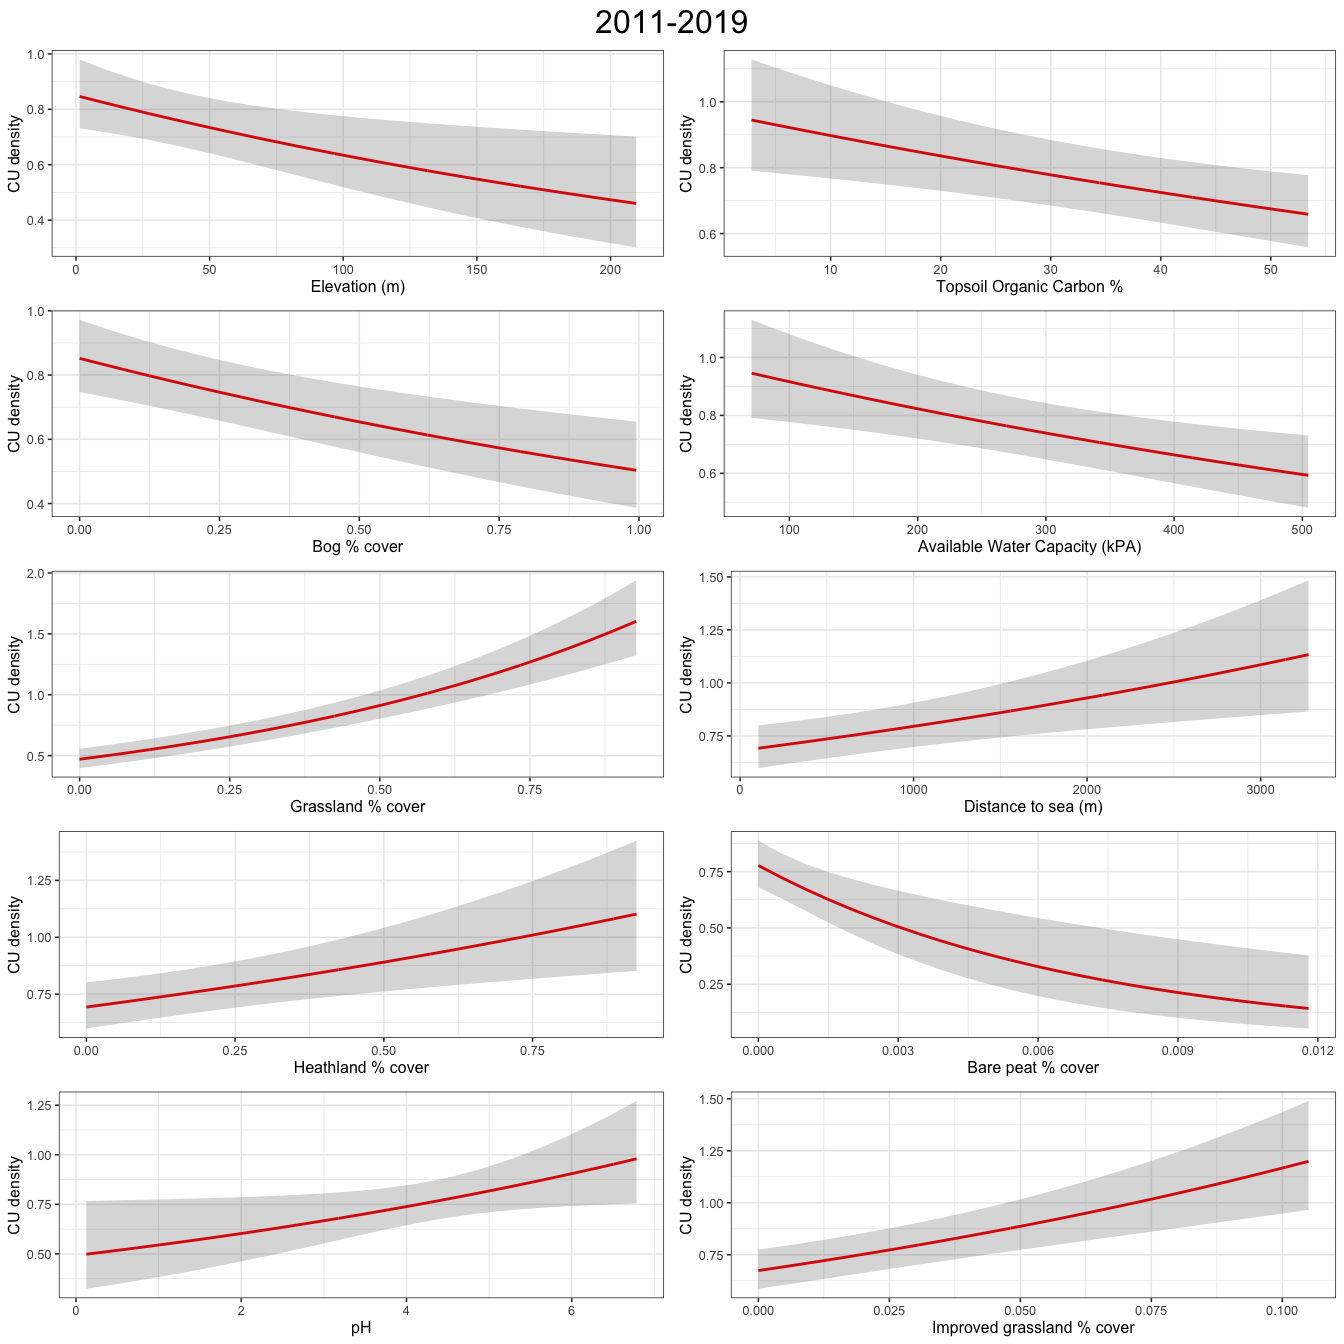 2011-2019
CU density
1.0
0.8
0.6
0.4
0 50 100 150 200
Elevation (m)
CU density
1.0
0.8
0.6
10 20 30 40 50
Topsoil Organic Carbon %
CU density
1.0
0.8
0.6
0.4
0.00 0.25 0.50 0.75 1.00
Bog % cover
CU density
1.0
0.8
0.6
100 200 300 400 500
Available Water Capacity (kPA)
CU density
2.0
1.5
1.0
0.5
0.00 0.25 0.50 0.75
Grassland % cover
CU density
1.50
1.25
1.00
0.75
0 1000 2000 3000
Distance to sea (m)
CU density
1.25
1.00
0.75
0.00 0.25 0.50 0.75
Heathland % cover
CU density
0.75
0.50
0.25
0.000 0.003 0.006 0.009 0.012
Bare peat % cover
CU density
1.25
1.00
0.75
0.50
0 2 4 6
pH
CU density
1.50
1.25
1.00
0.75
0.000 0.025 0.050 0.075 0.100
Improved grassland % cover